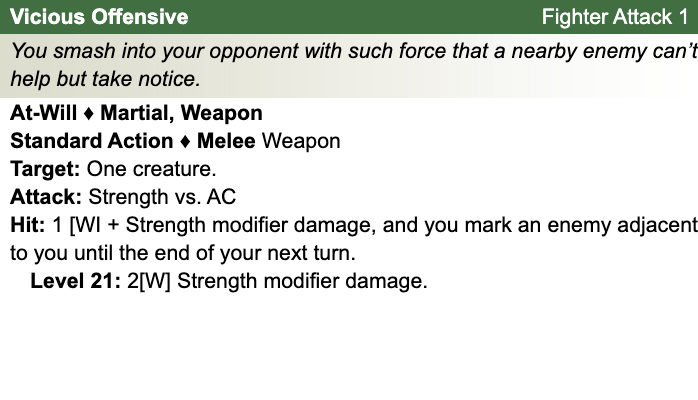 Vicious Offensive Fighter Attack 1
You smash into your opponent with such force that a nearby enemy can't
help but take notice.
At-Will ♦ Martial, Weapon
Standard Action ♦ Melee Weapon
Target: One creature.
Attack: Strength vs. AC
Hit: 1 [WI + Strength modifier damage, and you mark an enemy adjacent
to you until the end of your next turn.
Level 21: 2[W] Strength modifier damage.